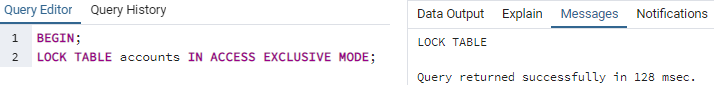 Query Editor Query History
1 BEGIN;
2 LOCK TABLE accounts IN ACCESS EXCLUSIVE MODE;
Data Output Explain Messages Notifications
LOCK TABLE
Query returned successfully in 128 msec.